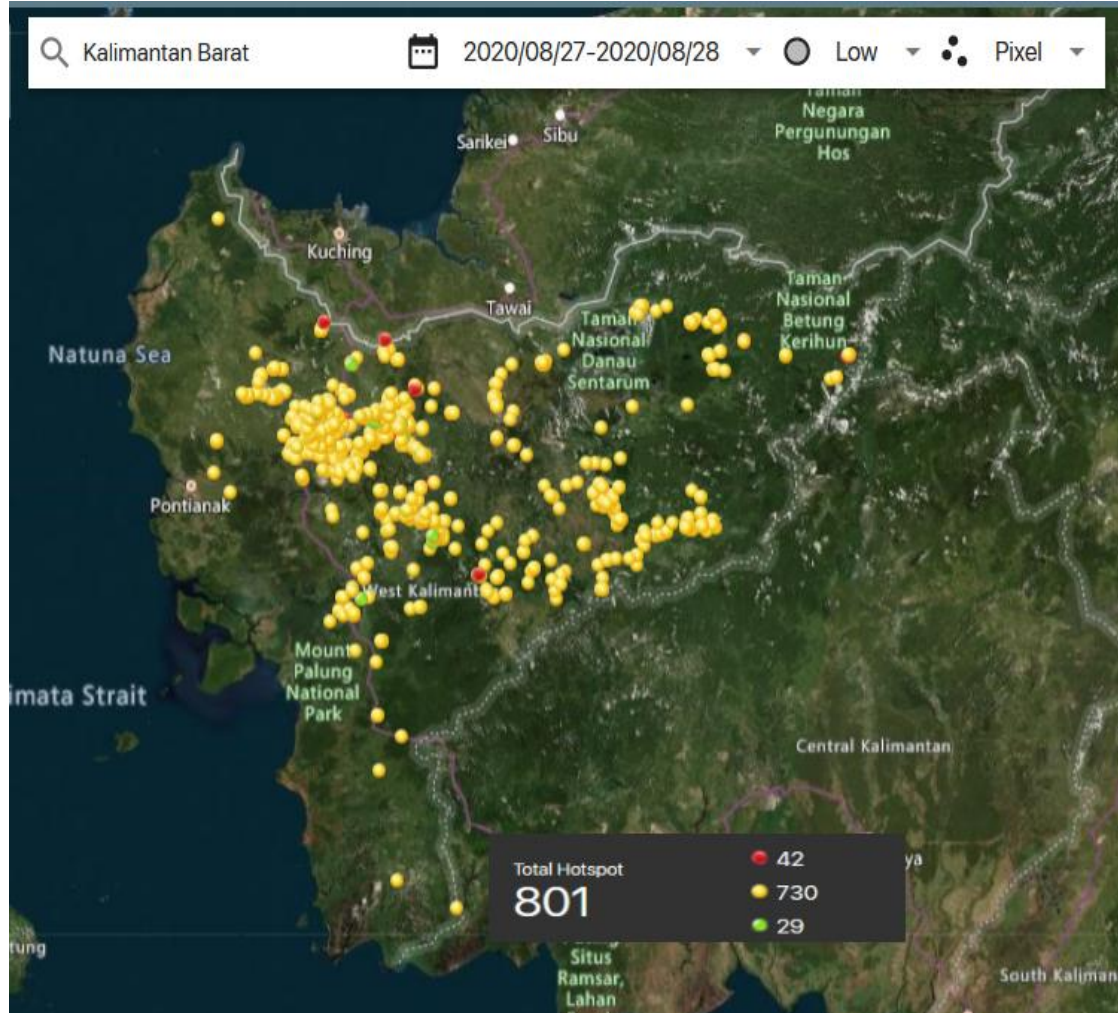 Kalimantan Barat 2020/08/27-2020/08/28 Low Pixel
Taman
Negara
Pergunungan
Hos
Sarikei
Sibu
Kuching
Tawai
Taman
Nasional
Betung
Kerihun
Taman
Nasional
Danau
Sentarum
Natuna Sea
Pontianak
West Kalimant
Mount
Palung
National
Park
imata Strait
Central Kalimantan
Total Hotspot
801
42
730
29
ya
tung
Situs
Ramsar,
Lahan
South Kaliman